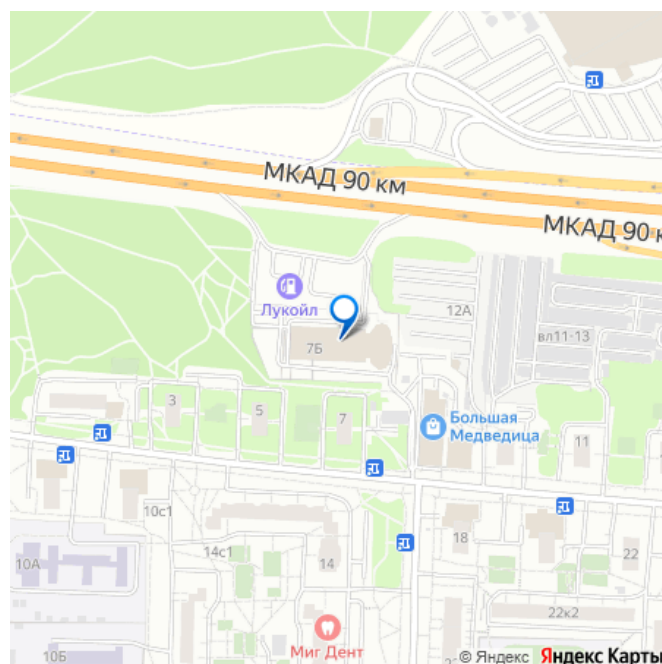 МКАД 90 км
МКАД 90 к
Лукойл
12А
вл11-13
7Б
3
5
7
Большая
Медведица
11
10с1
14с1
14
18
22
10А
22к2
Миг Дент
10Б
© Яндекс Яндекс Карты